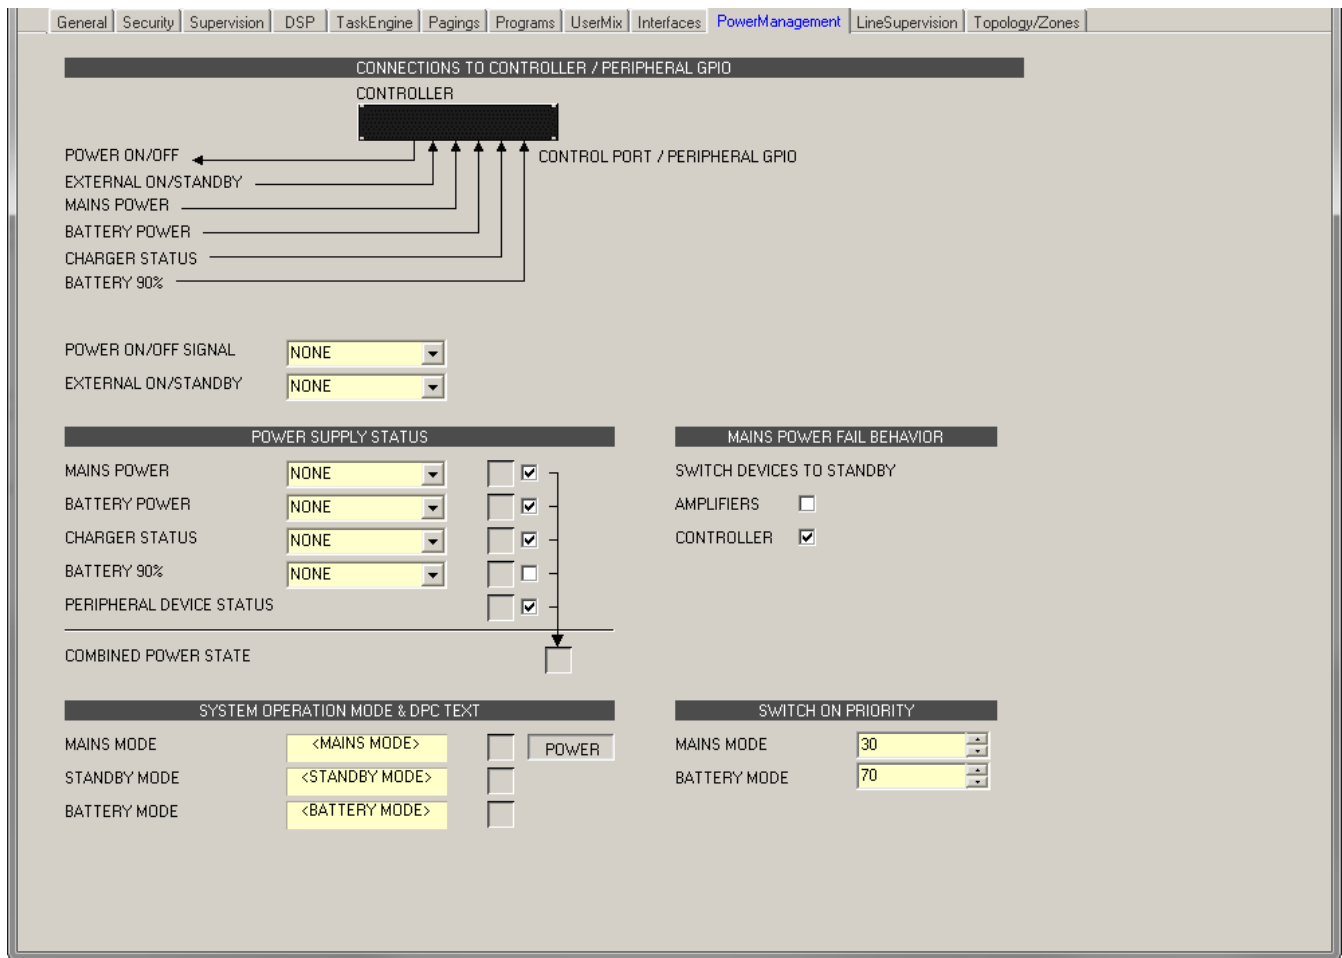 General Security Supervision DSP TaskEngine Pagings Programs UserMix Interfaces PowerManagement LineSupervision Topology/Zones
CONNECTIONS TO CONTROLLER / PERIPHERAL GPIO
CONTROLLER
POWER ON/OFF
CONTROL PORT / PERIPHERAL GPIO
EXTERNAL ON/STANDBY
MAINS POWER
BATTERY POWER
CHARGER STATUS
BATTERY 90%
POWER ON/OFF SIGNAL NONE
EXTERNAL ON/STANDBY NONE
POWER SUPPLY STATUS
MAINS POWER NONE
BATTERY POWER NONE
CHARGER STATUS NONE
BATTERY 90% NONE
PERIPHERAL DEVICE STATUS
COMBINED POWER STATE
MAINS POWER FAIL BEHAVIOR
SWITCH DEVICES TO STANDBY
AMPLIFIERS
CONTROLLER
SYSTEM OPERATION MODE & DPC TEXT
MAINS MODE <MAINS MODE> POWER
STANDBY MODE <STANDBY MODE>
BATTERY MODE <BATTERY MODE>
SWITCH ON PRIORITY
MAINS MODE 30
BATTERY MODE 70